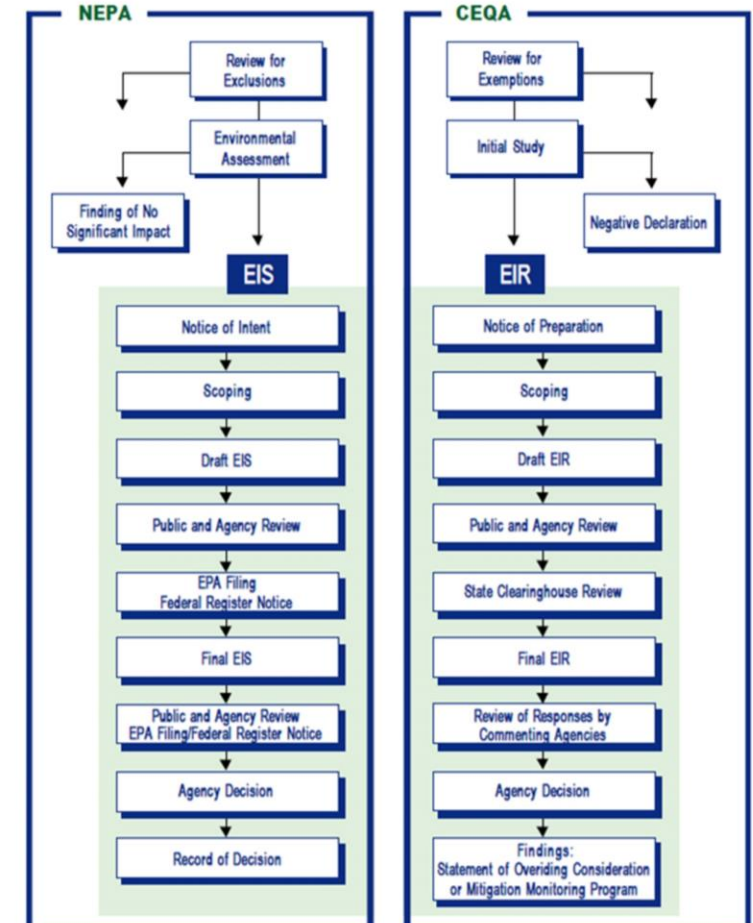 NEPA
Review for
Exclusions
Environmental
Assessment
Finding of No
Significant Impact
EIS
Notice of Intent
Scoping
Draft EIS
Public and Agency Review
EPA Filing
Federal Register Notice
Final EIS
Public and Agency Review
EPA Filing/Federal Register Notice
Agency Decision
Record of Decision
CEQA
Review for
Exemptions
Initial Study
Negative Declaration
EIR
Notice of Preparation
Scoping
Draft EIR
Public and Agency Review
State Clearinghouse Review
Final EIR
Review of Responses by
Commenting Agencies
Agency Decision
Findings:
Statement of Overiding Consideration
or Mitigation Monitoring Program